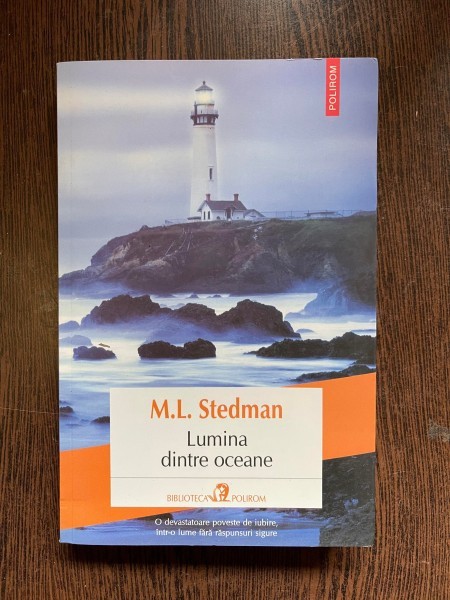 POLIROM
M.L. Stedman
Lumina
dintre oceane
BIBLIOTECA POLIROM
O devastatoare poveste de iubire,
într-o lume fără răspunsuri sigure